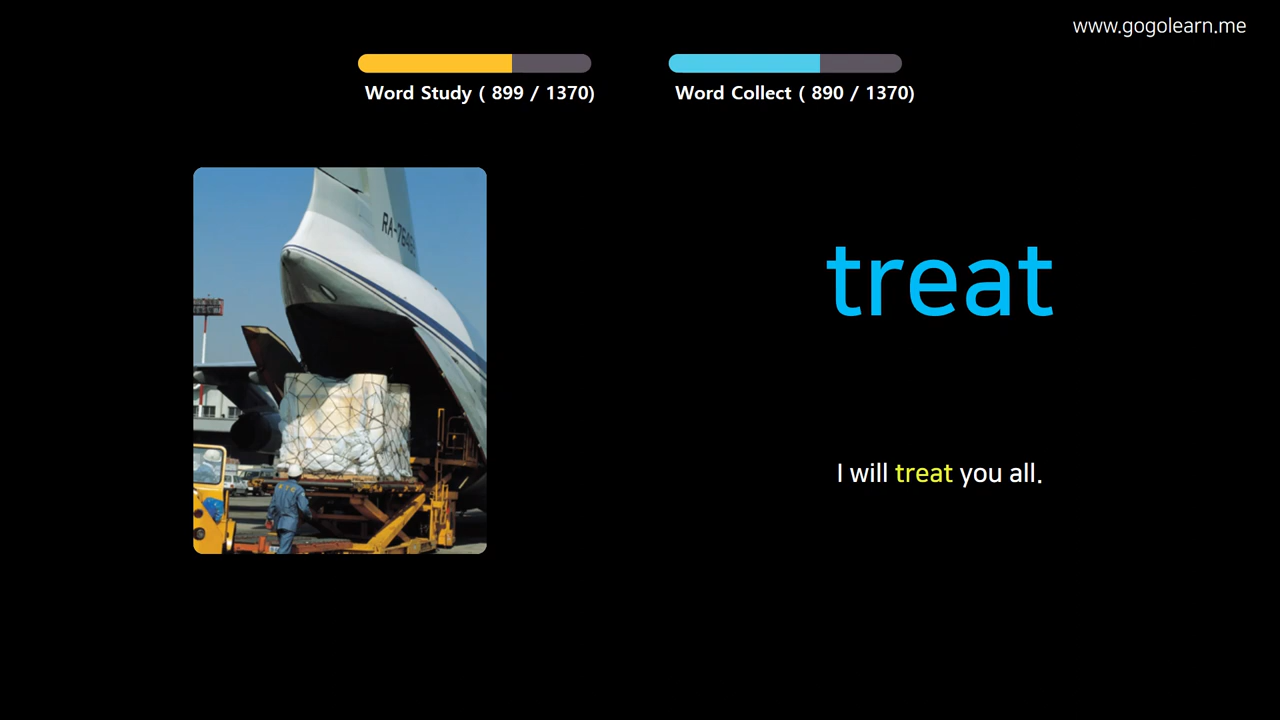 www.gogolearn.me
Word Study ( 899 / 1370)
Word Collect ( 890 / 1370)
treat
I will treat you all.